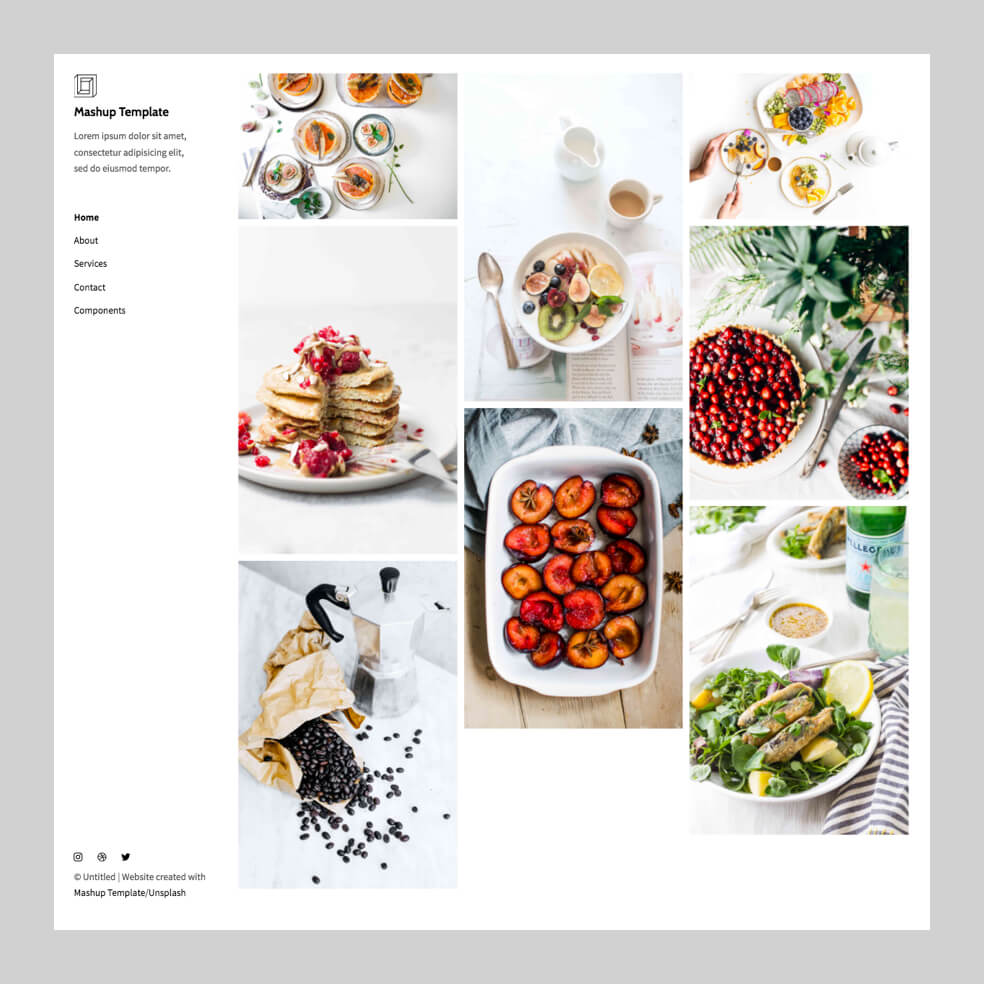 Mashup Template
Lorem ipsum dolor sit amet,
consectetur adipisicing elit,
sed do eiusmod tempor.
Home
About
Services
Contact
Components
© Untitled | Website created with
Mashup Template/Unsplash